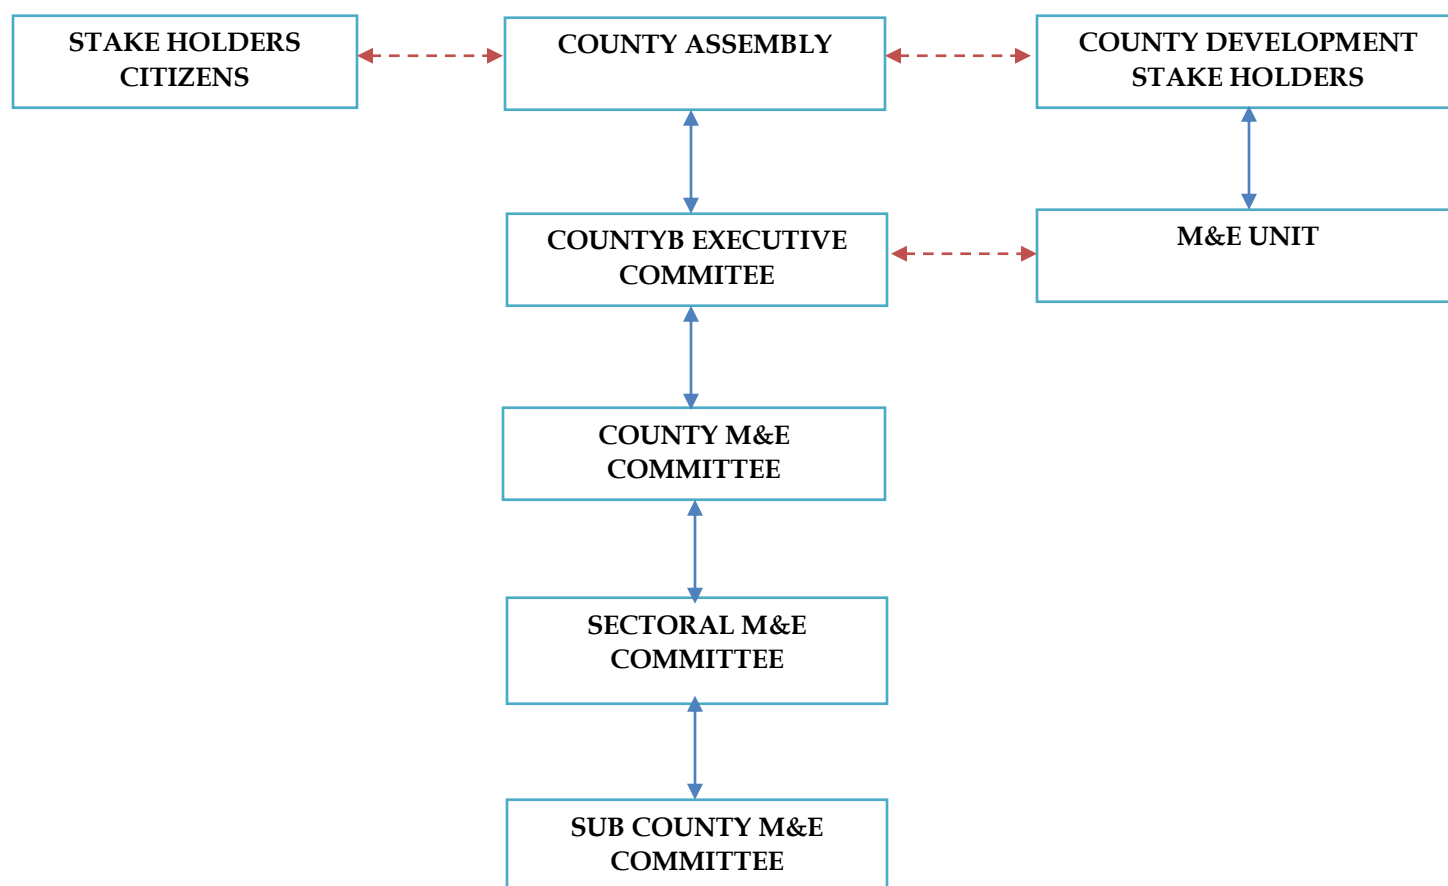 STAKE HOLDERS
CITIZENS
COUNTY ASSEMBLY
COUNTY DEVELOPMENT
STAKE HOLDERS
COUNTYB EXECUTIVE
COMMITEE
M&E UNIT
COUNTY M&E
COMMITTEE
SECTORAL M&E
COMMITTEE
SUB COUNTY M&E
COMMITTEE